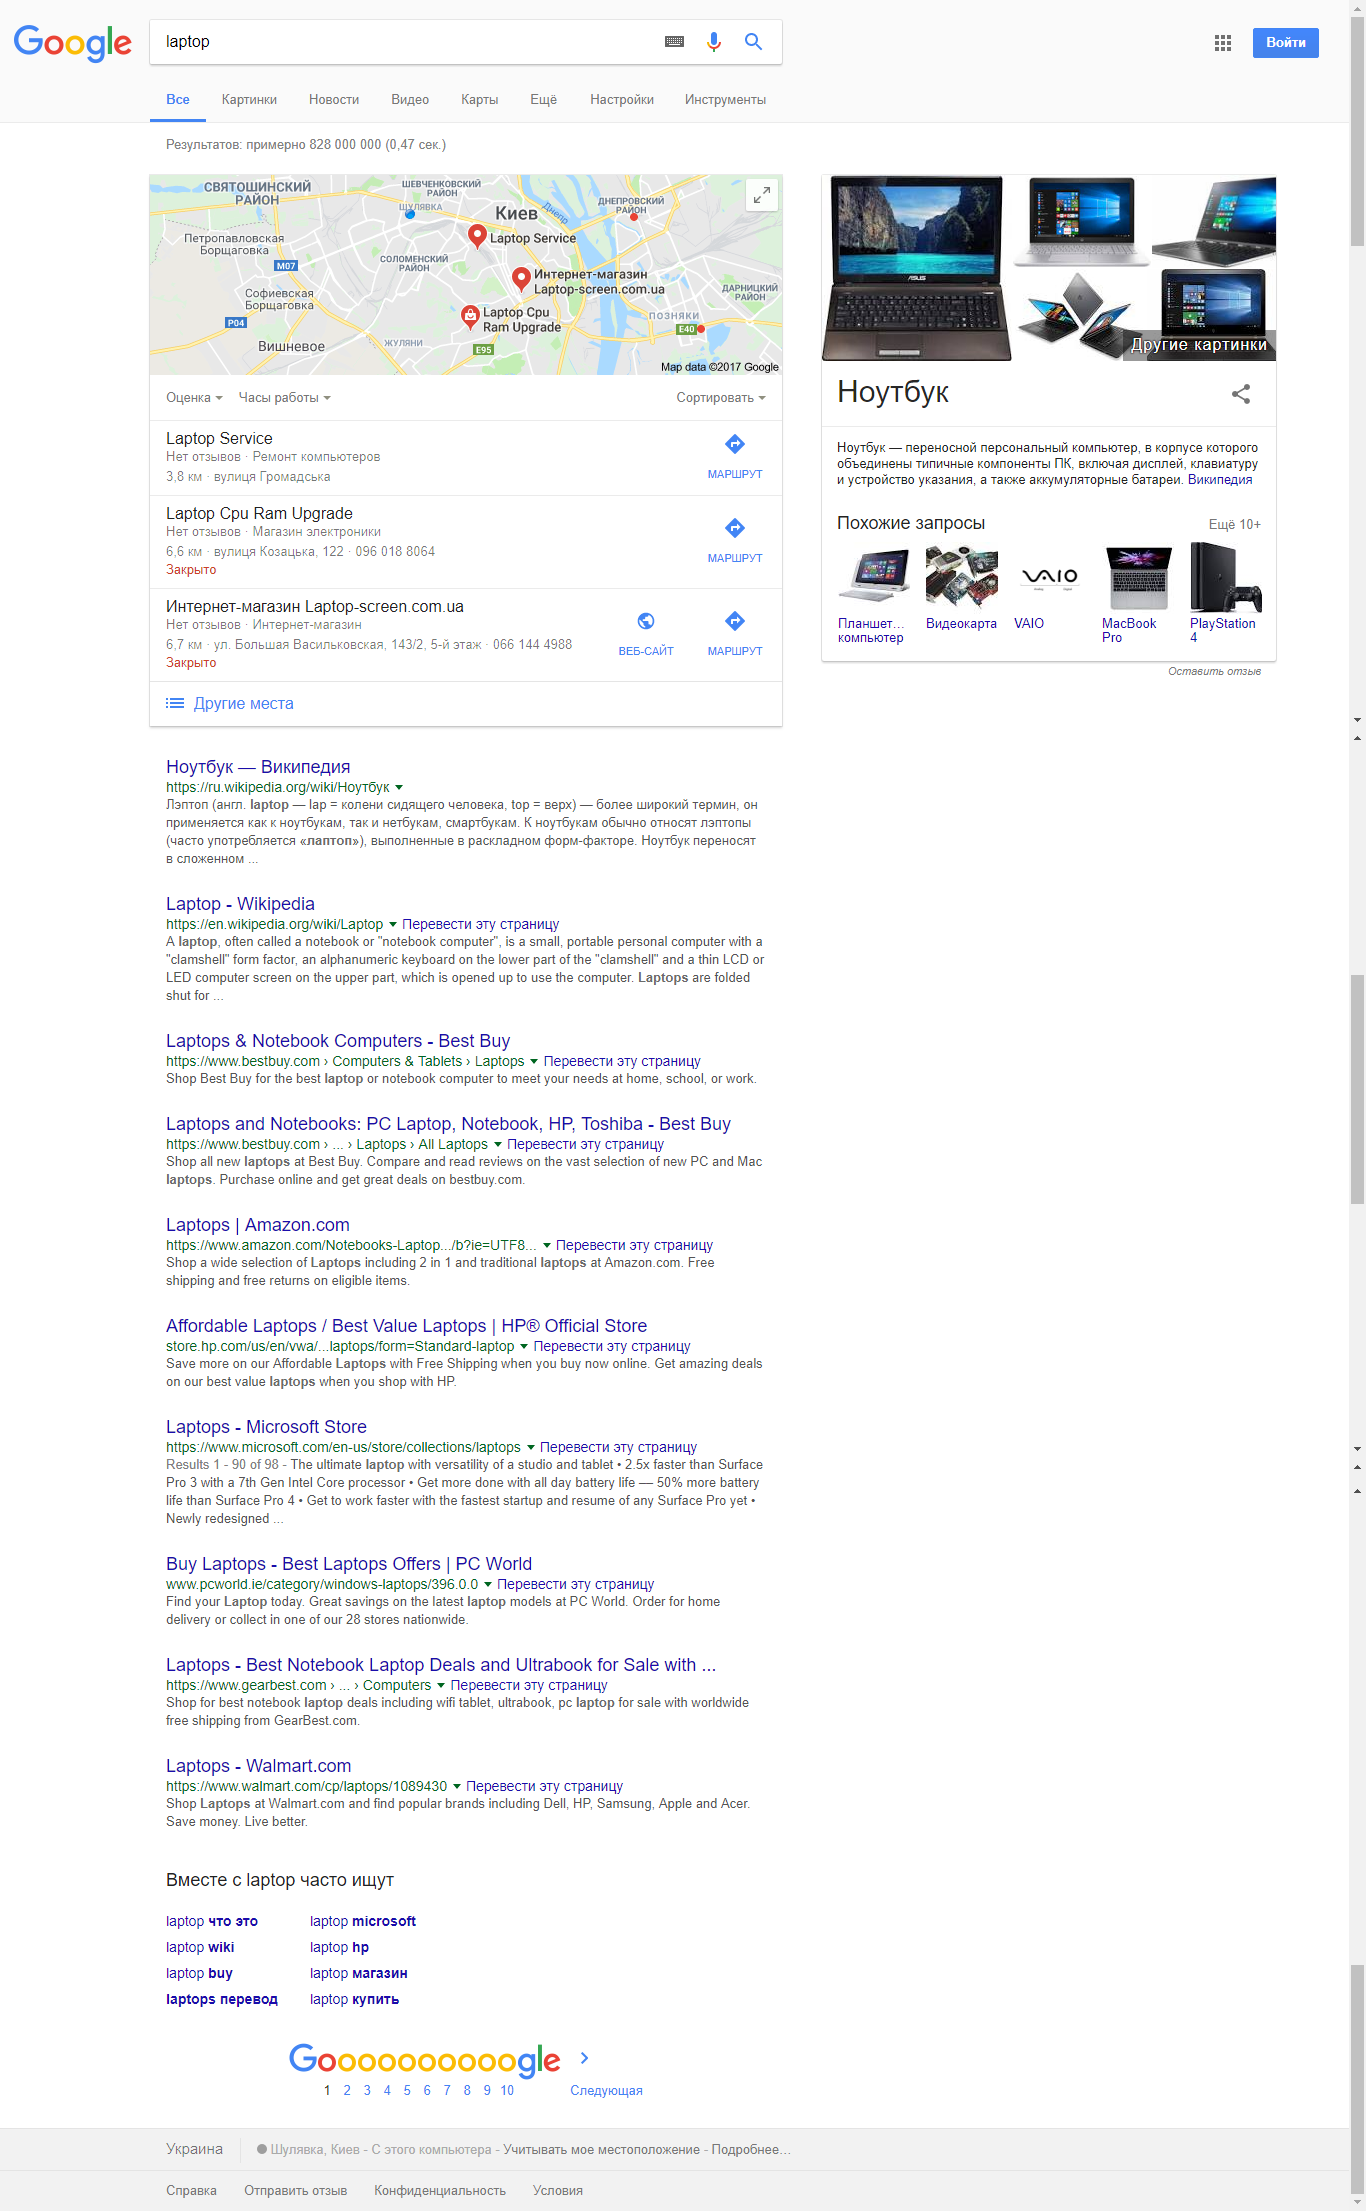 Google
laptop
Войти
Все Картинки Новости Видео Карты Ещё Настройки Инструменты
Результатов: примерно 828 000 000 (0,47 сек.)
СВЯТОШИНСКИЙ РАЙОН
ШЕВЧЕНКОВСКИЙ РАЙОН
ШУЛЯВКА
Киев
Днепр
ДНЕПРОВСКИЙ РАЙОН
Петропавловская Борщаговка
M07
СОЛОМЕНСКИЙ РАЙОН
Laptop Service
Интернет-магазин
Laptop-screen.com.ua
ДАРНИЦКИЙ РАЙОН
Софиевская Борщаговка
P04
Laptop Cpu
Ram Upgrade
ПОЗНЯКИ
E40
Вишневое
ЖУЛЯНИ
E95
Map data ©2017 Google
Оценка Часы работы Сортировать
Laptop Service
Нет отзывов · Ремонт компьютеров
3,8 км · вулиця Громадська
МАРШРУТ
Laptop Cpu Ram Upgrade
Нет отзывов · Магазин электроники
6,6 км · вулиця Козацька, 122 · 096 018 8064
Закрыто
МАРШРУТ
Интернет-магазин Laptop-screen.com.ua
Нет отзывов · Интернет-магазин
6,7 км · ул. Большая Васильковская, 143/2, 5-й этаж · 066 144 4988
Закрыто
ВЕБ-САЙТ МАРШРУТ
Другие места
ASUS
Другие картинки
Ноутбук
Ноутбук — переносной персональный компьютер, в корпусе которого
объединены типичные компоненты ПК, включая дисплей, клавиатуру
и устройство указания, а также аккумуляторные батареи. Википедия
Похожие запросы Ещё 10+
VAIO
Планшет... компьютер
Видеокарта
VAIO
MacBook Pro
PlayStation 4
Оставить отзыв
Ноутбук — Википедия
https://ru.wikipedia.org/wiki/Ноутбук
Лэптоп (англ. laptop — lap = колени сидящего человека, top = верх) — более широкий термин, он
применяется как к ноутбукам, так и нетбукам, смартбукам. К ноутбукам обычно относят лэптопы
(часто употребляется «лаптоп»), выполненные в раскладном форм-факторе. Ноутбук переносят
в сложенном ...
Laptop - Wikipedia
https://en.wikipedia.org/wiki/Laptop Перевести эту страницу
A laptop, often called a notebook or "notebook computer", is a small, portable personal computer with a
"clamshell" form factor, an alphanumeric keyboard on the lower part of the "clamshell" and a thin LCD or
LED computer screen on the upper part, which is opened up to use the computer. Laptops are folded
shut for ...
Laptops & Notebook Computers - Best Buy
https://www.bestbuy.com › Computers & Tablets › Laptops Перевести эту страницу
Shop Best Buy for the best laptop or notebook computer to meet your needs at home, school, or work.
Laptops and Notebooks: PC Laptop, Notebook, HP, Toshiba - Best Buy
https://www.bestbuy.com › ... › Laptops › All Laptops Перевести эту страницу
Shop all new laptops at Best Buy. Compare and read reviews on the vast selection of new PC and Mac
laptops. Purchase online and get great deals on bestbuy.com.
Laptops | Amazon.com
https://www.amazon.com/Notebooks-Laptop.../b?ie=UTF8... Перевести эту страницу
Shop a wide selection of Laptops including 2 in 1 and traditional laptops at Amazon.com. Free
shipping and free returns on eligible items.
Affordable Laptops / Best Value Laptops | HP® Official Store
store.hp.com/us/en/vwa/...laptops/form=Standard-laptop Перевести эту страницу
Save more on our Affordable Laptops with Free Shipping when you buy now online. Get amazing deals
on our best value laptops when you shop with HP.
Laptops - Microsoft Store
https://www.microsoft.com/en-us/store/collections/laptops Перевести эту страницу
Results 1 - 90 of 98 - The ultimate laptop with versatility of a studio and tablet • 2.5x faster than Surface
Pro 3 with a 7th Gen Intel Core processor • Get more done with all day battery life — 50% more battery
life than Surface Pro 4 • Get to work faster with the fastest startup and resume of any Surface Pro yet •
Newly redesigned ...
Buy Laptops - Best Laptops Offers | PC World
www.pcworld.ie/category/windows-laptops/396.0.0 Перевести эту страницу
Find your Laptop today. Great savings on the latest laptop models at PC World. Order for home
delivery or collect in one of our 28 stores nationwide.
Laptops - Best Notebook Laptop Deals and Ultrabook for Sale with ...
https://www.gearbest.com › ... › Computers Перевести эту страницу
Shop for best notebook laptop deals including wifi tablet, ultrabook, pc laptop for sale with worldwide
free shipping from GearBest.com.
Laptops - Walmart.com
https://www.walmart.com/cp/laptops/1089430 Перевести эту страницу
Shop Laptops at Walmart.com and find popular brands including Dell, HP, Samsung, Apple and Acer.
Save money. Live better.
Вместе с laptop часто ищут
laptop что это laptop microsoft
laptop wiki laptop hp
laptop buy laptop магазин
laptops перевод laptop купить
Goooooooooogle
1 2 3 4 5 6 7 8 9 10 Следующая
Украина Шулявка, Киев - С этого компьютера - Учитывать мое местоположение - Подробнее...
Справка Отправить отзыв Конфиденциальность Условия